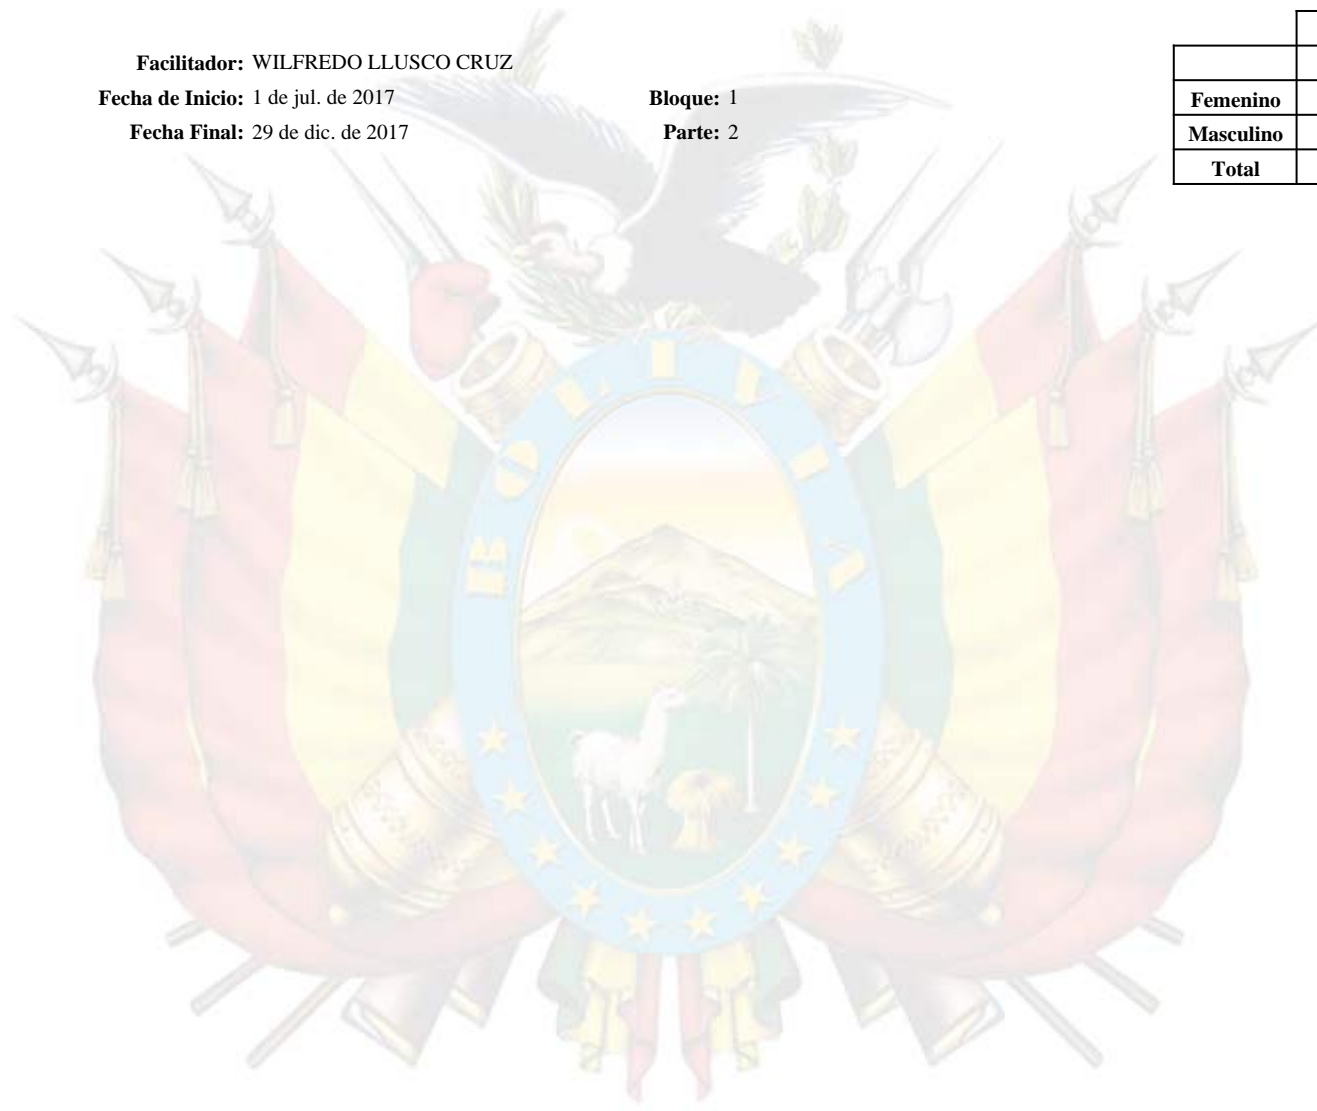 Facilitador: WILFREDO LLUSCO CRUZ
Fecha de Inicio: 1 de jul. de 2017 Bloque: 1
Fecha Final: 29 de dic. de 2017 Parte: 2
Femenino
Masculino
Total
BOLIVIA